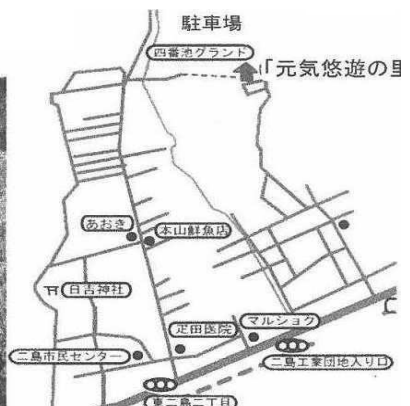 駐車場
四番池グランド
「元気悠遊の里
あおき
本山鮮魚店
日吉神社
疋田医院
マルショク
二島市民センター
二島工業団地入り口
東二島二丁目